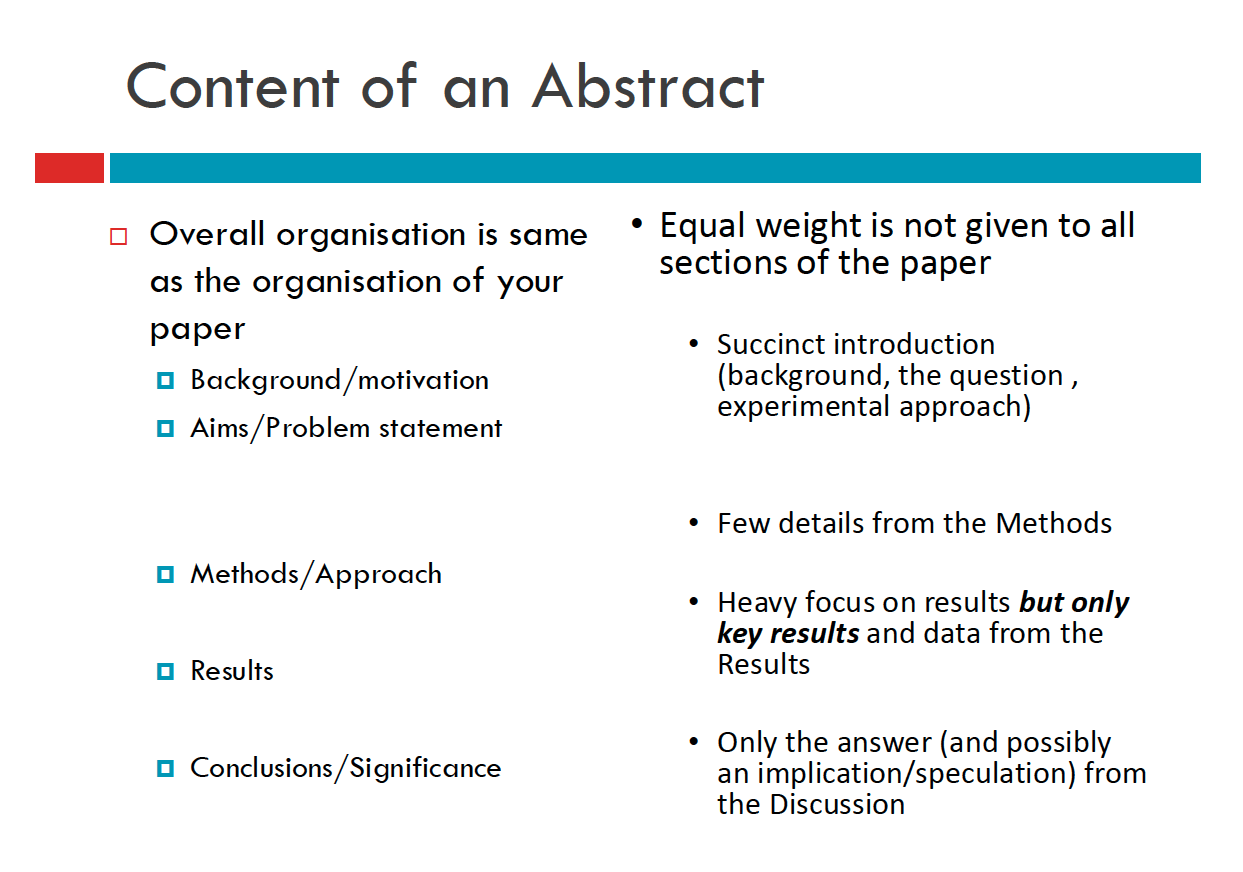 Content of an Abstract
Overall organisation is same
as the organisation of your
paper
Background/motivation
Aims/Problem statement
Methods/Approach
Results
Conclusions/Significance
• Equal weight is not given to all
sections of the paper
• Succinct introduction
(background, the question ,
experimental approach)
• Few details from the Methods
• Heavy focus on results but only
key results and data from the
Results
• Only the answer (and possibly
an implication/speculation) from
the Discussion